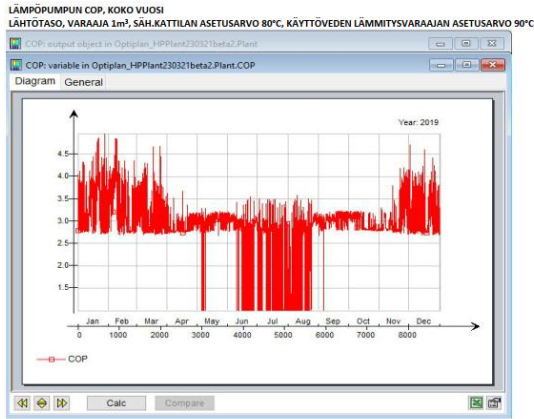 LÄMPÖPUMPUN COP, KOKO VUOSI
LÄHTÖTASO, VARAAJA 1m³, SÄH.KATTILAN ASETUSARVO 80°C, KÄYTTÖVEDEN LÄMMITYSVARAAJAN ASETUSARVO 90°C
COP: output object in Optiplan_HPPlant230321beta2.Plant
COP: variable in Optiplan_HPPlant230321beta2.Plant.COP
Diagram General
Year: 2019
4.5
4.0
3.5
3.0
2.5
2.0
1.5
Jan Feb Mar Apr May Jun Jul Aug Sep Oct Nov Dec
0 1000 2000 3000 4000 5000 6000 7000 8000
COP
Calc Compare